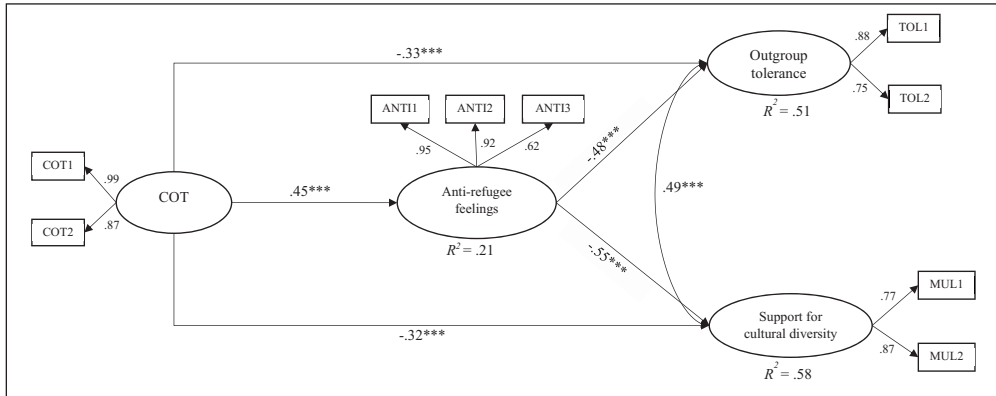 -.33***
.88
TOL1
Outgroup
tolerance
.75
TOL2
R² = .51
ANTI1
ANTI2
ANTI3
.95
.92
.62
-.48***
COT1
.99
COT
.45***
Anti-refugee
feelings
.49***
COT2
.87
R² = .21
-.55***
-.32***
Support for
cultural diversity
.77
MUL1
.87
MUL2
R² = .58